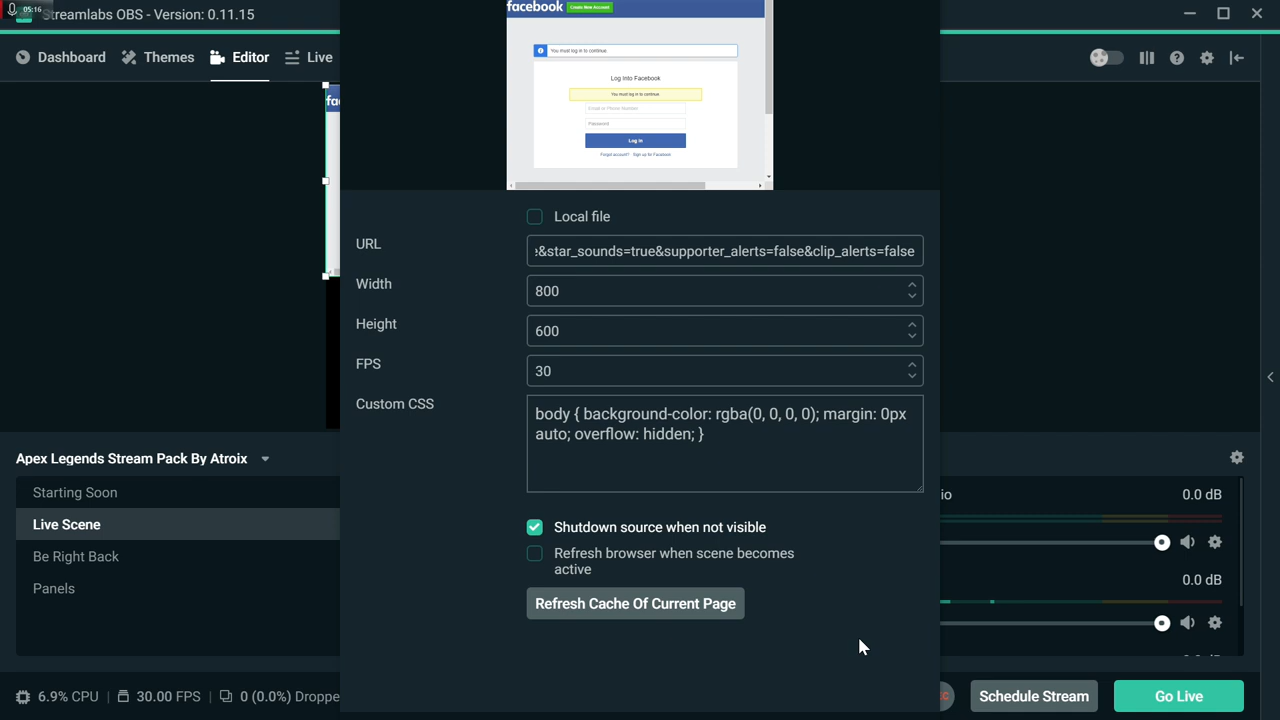 05:16
Streamlabs OBS - Version: 0.11.15
Dashboard
Themes
Editor
Live
facebook
Create New Account
You must log in to continue.
Log Into Facebook
You must log in to continue.
Email or Phone Number
Password
Log In
Forgot account? · Sign up for Facebook
Local file
URL
&star_sounds=true&supporter_alerts=false&clip_alerts=false
Width
800
Height
600
FPS
30
Custom CSS
body { background-color: rgba(0, 0, 0, 0); margin: 0px
auto; overflow: hidden; }
Shutdown source when not visible
Refresh browser when scene becomes
active
Refresh Cache Of Current Page
Apex Legends Stream Pack By Atroix
Starting Soon
Live Scene
Be Right Back
Panels
io
0.0 dB
0.0 dB
6.9% CPU
30.00 FPS
0 (0.0%) Droppe
Schedule Stream
Go Live